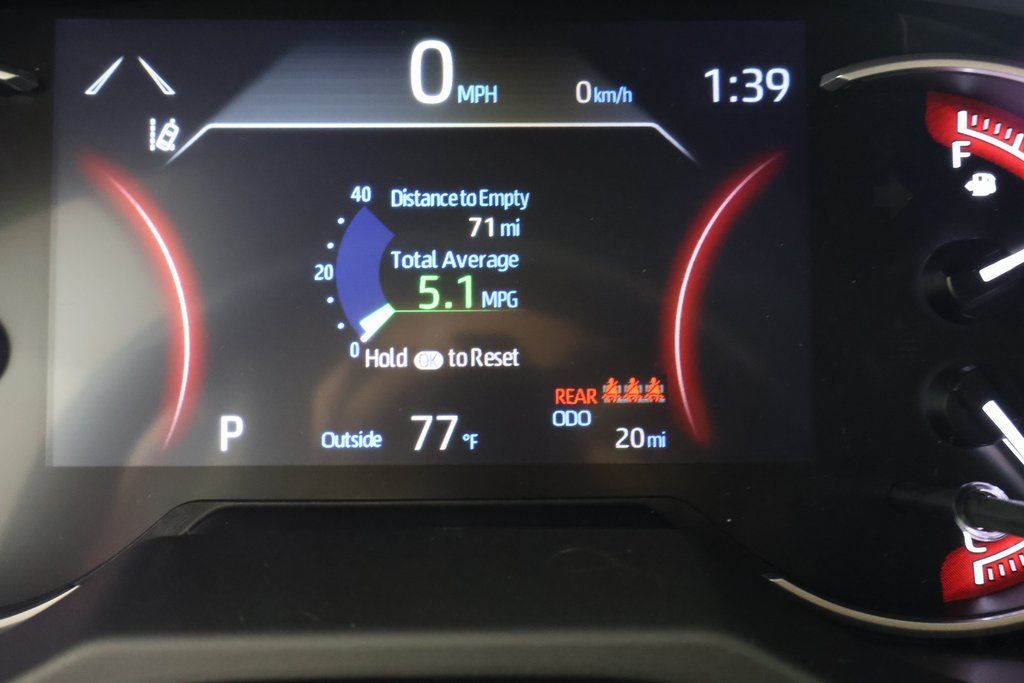 0 MPH
0 km/h
1:39
40
Distance to Empty
71 mi
20
Total Average
5.1 MPG
0
Hold OK to Reset
REAR
ODO
P
Outside 77 °F
20 mi
F
C